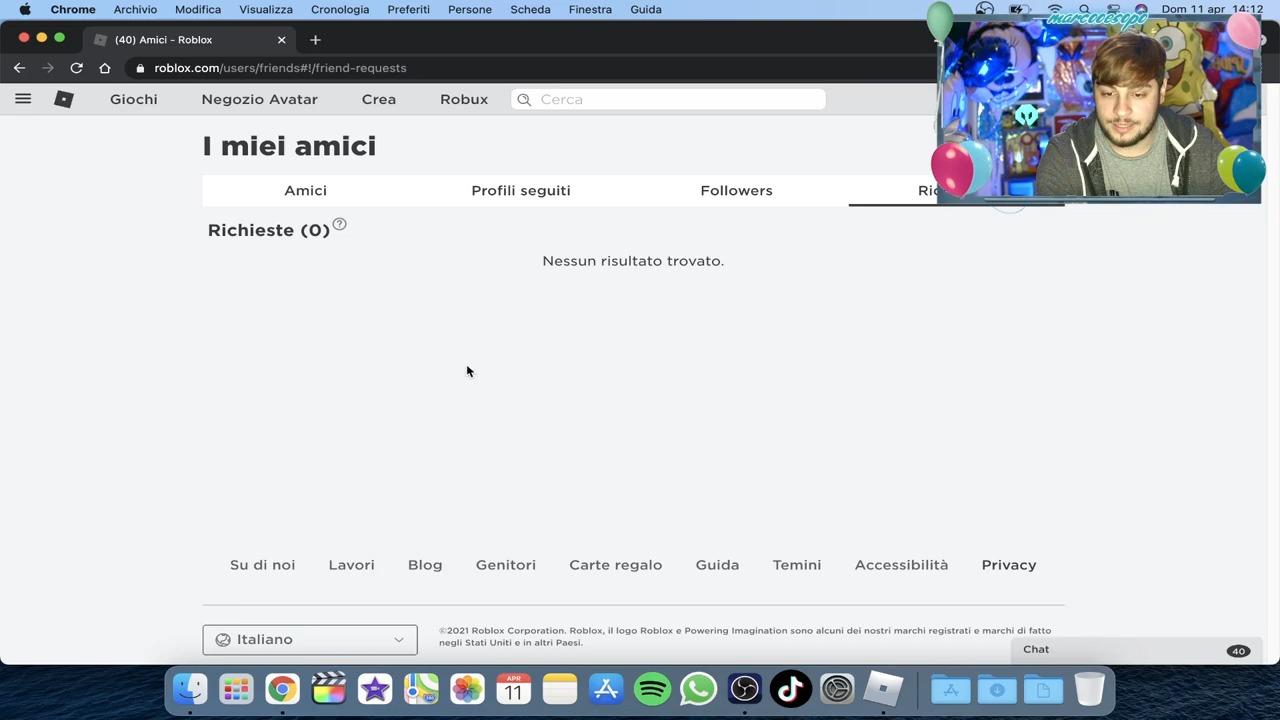 Chrome Archivio Modifica Visualizza Cronologia Preferiti Persone Scheda Finestra Guida Dom 11 apr 14:12
marcooesopo
(40) Amici - Roblox
roblox.com/users/friends#!/friend-requests
Giochi Negozio Avatar Crea Robux Cerca
I miei amici
Amici Profili seguiti Followers
Richieste (0)
Nessun risultato trovato.
Su di noi Lavori Blog Genitori Carte regalo Guida Temini Accessibilità Privacy
Italiano
©2021 Roblox Corporation. Roblox, il logo Roblox e Powering Imagination sono alcuni dei nostri marchi registrati e marchi di fatto
negli Stati Uniti e in altri Paesi.
Chat 40
APR
11